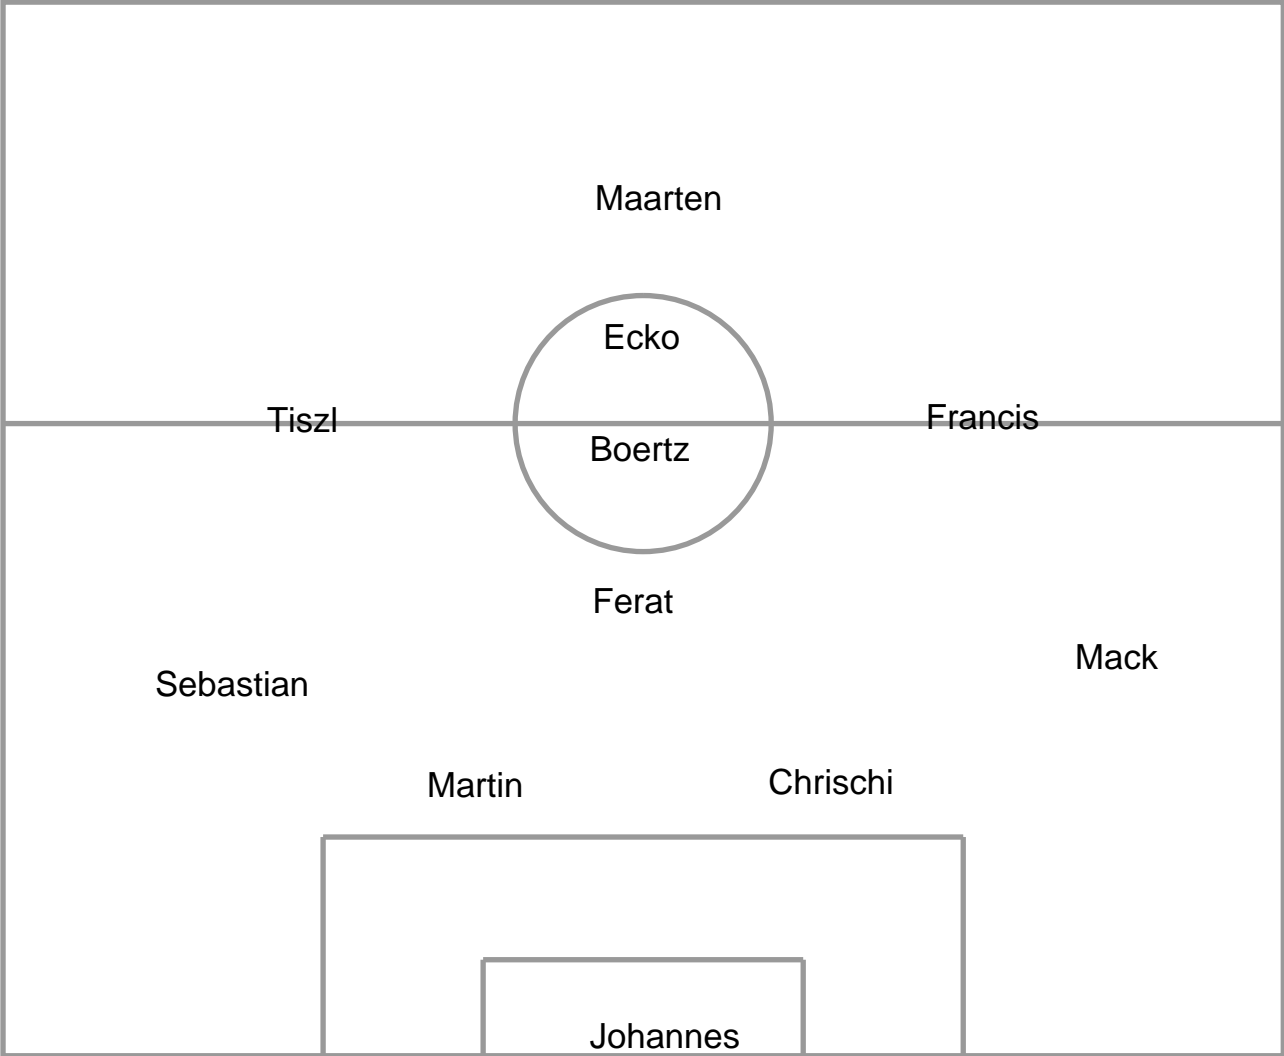 Maarten
Ecko
Tiszl
Francis
Boertz
Ferat
Mack
Sebastian
Martin
Chrischi
Johannes